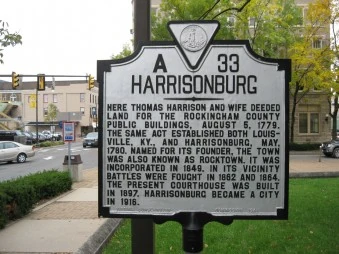 A 33
HARRISONBURG
HERE THOMAS HARRISON AND WIFE DEEDED
LAND FOR THE ROCKINGHAM COUNTY
PUBLIC BUILDINGS, AUGUST 5, 1779.
THE SAME ACT ESTABLISHED BOTH LOUIS-
VILLE, KY., AND HARRISONBURG, MAY,
1780. NAMED FOR ITS FOUNDER, THE TOWN
WAS ALSO KNOWN AS ROCKTOWN. IT WAS
INCORPORATED IN 1849. IN ITS VICINITY
BATTLES WERE FOUGHT IN 1862 AND 1864.
THE PRESENT COURTHOUSE WAS BUILT
IN 1897. HARRISONBURG BECAME A CITY
IN 1916.